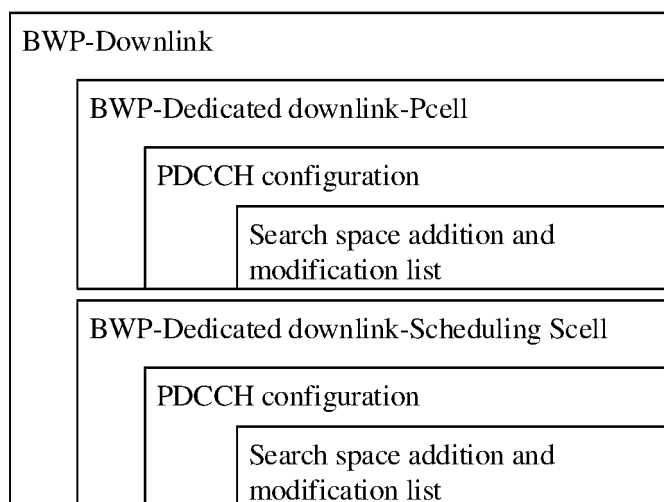 BWP-Downlink
BWP-Dedicated downlink-Pcell
PDCCH configuration
Search space addition and
modification list
BWP-Dedicated downlink-Scheduling Scell
PDCCH configuration
Search space addition and
modification list